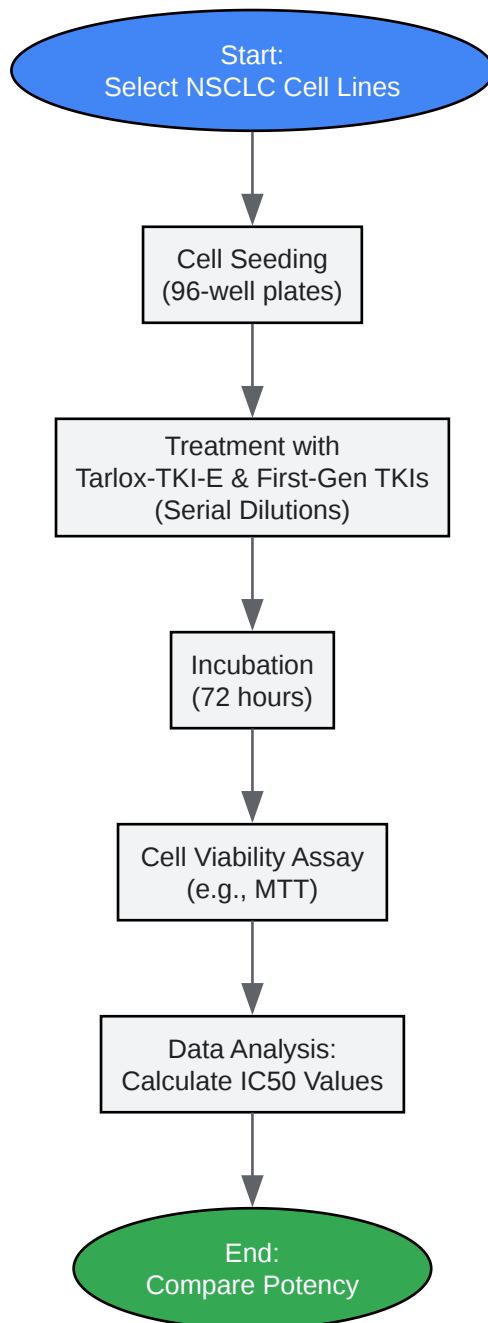 Start:
Select NSCLC Cell Lines
Cell Seeding
(96-well plates)
Treatment with
Tarlox-TKI-E & First-Gen TKIs
(Serial Dilutions)
Incubation
(72 hours)
Cell Viability Assay
(e.g., MTT)
Data Analysis:
Calculate IC50 Values
End:
Compare Potency